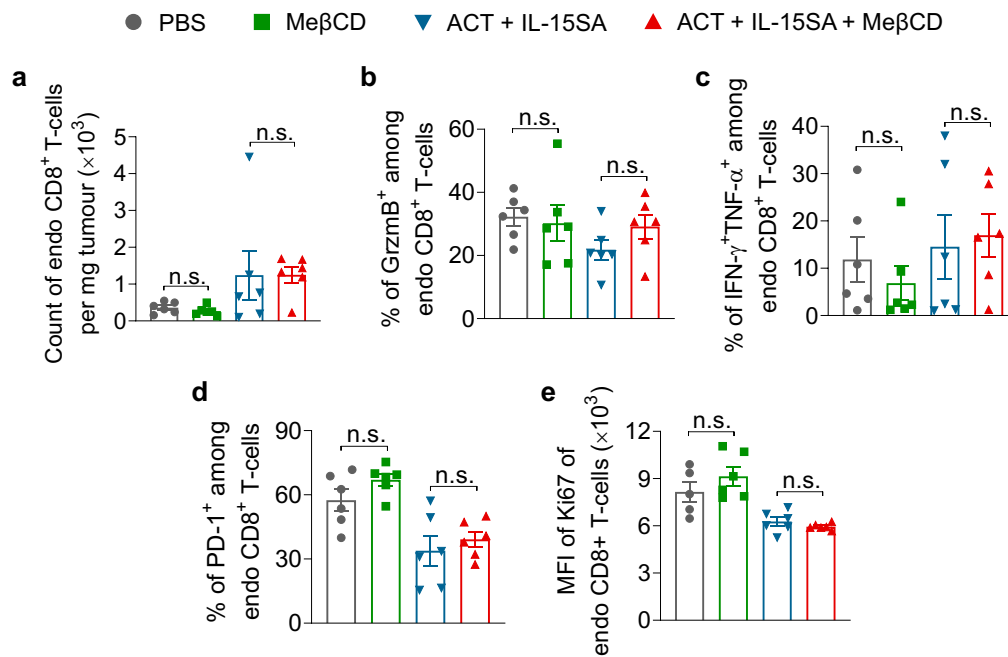 PBS MeβCD ACT + IL-15SA ACT + IL-15SA + MeβCD
a
Count of endo CD8⁺ T-cells
per mg tumour (×10³)
5
4
3
2
1
0
n.s.
n.s.
b
% of GrzmB⁺ among
endo CD8⁺ T-cells
60
40
20
0
n.s.
n.s.
c
% of IFN-γ⁺TNF-α⁺ among
endo CD8⁺ T-cells
40
30
20
10
0
n.s.
n.s.
d
% of PD-1⁺ among
endo CD8⁺ T-cells
90
60
30
0
n.s.
n.s.
e
MFI of Ki67 of
endo CD8+ T-cells (×10³)
12
9
6
3
0
n.s.
n.s.